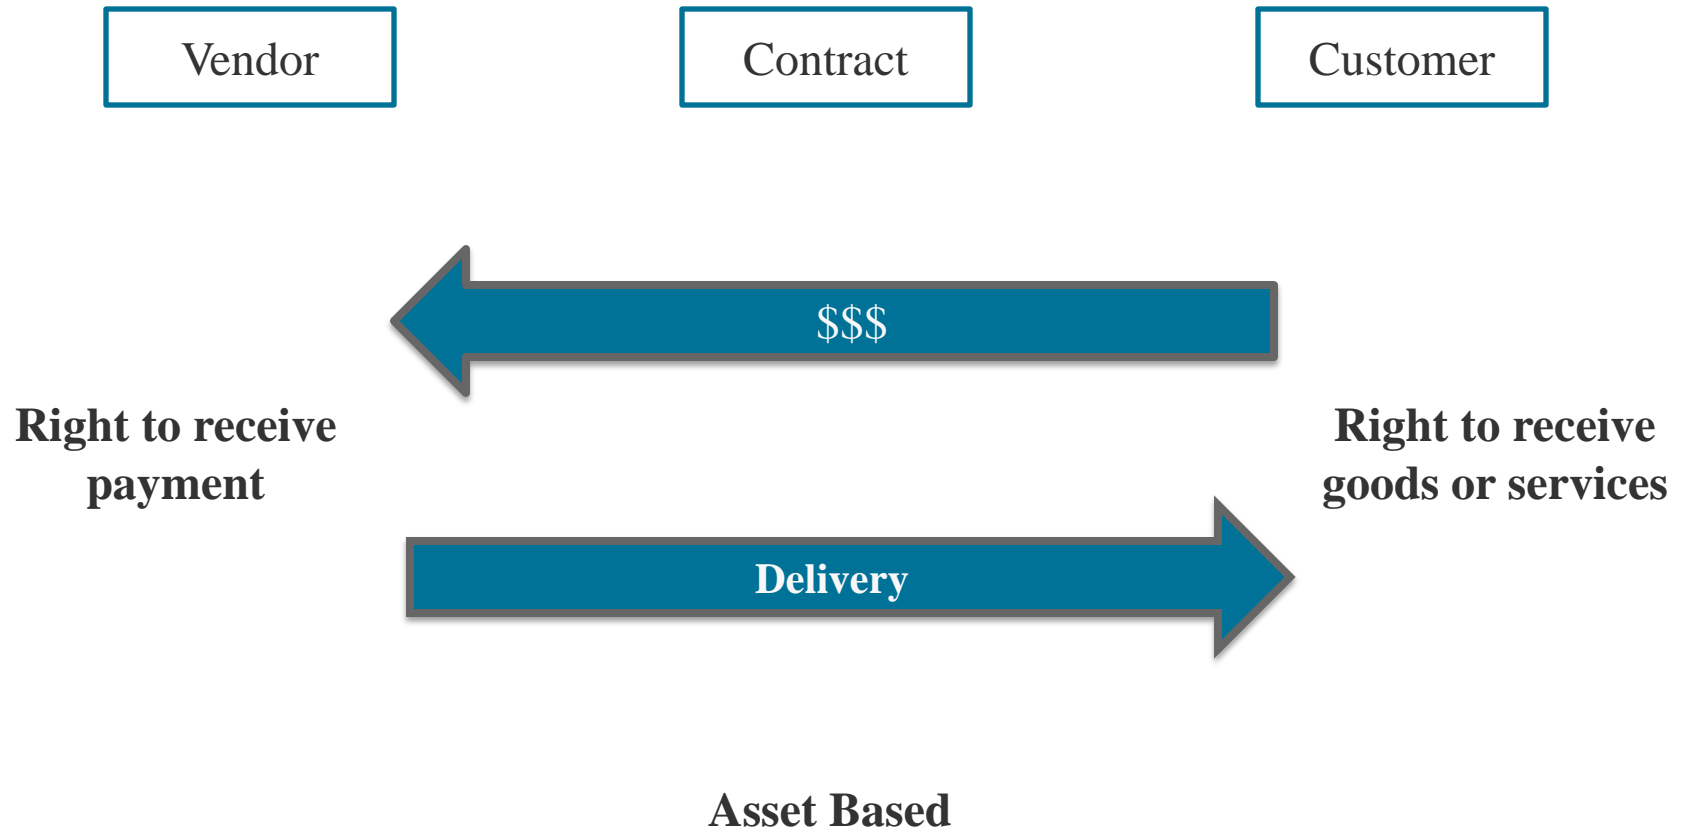 Vendor
Contract
Customer
$$$
Right to receive
payment
Right to receive
goods or services
Delivery
Asset Based